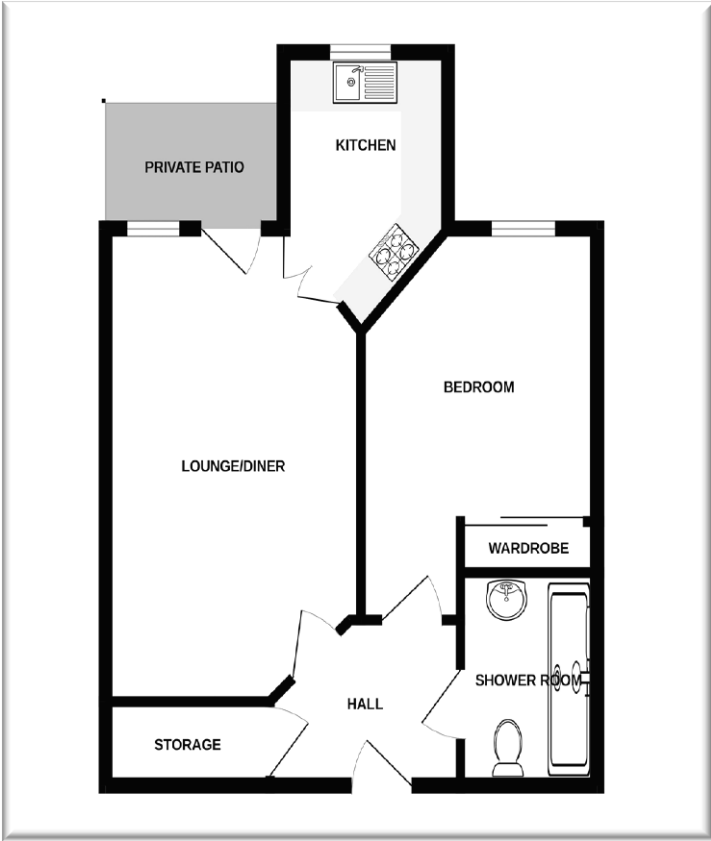 KITCHEN
PRIVATE PATIO
BEDROOM
LOUNGE/DINER
WARDROBE
SHOWER ROOM
HALL
STORAGE